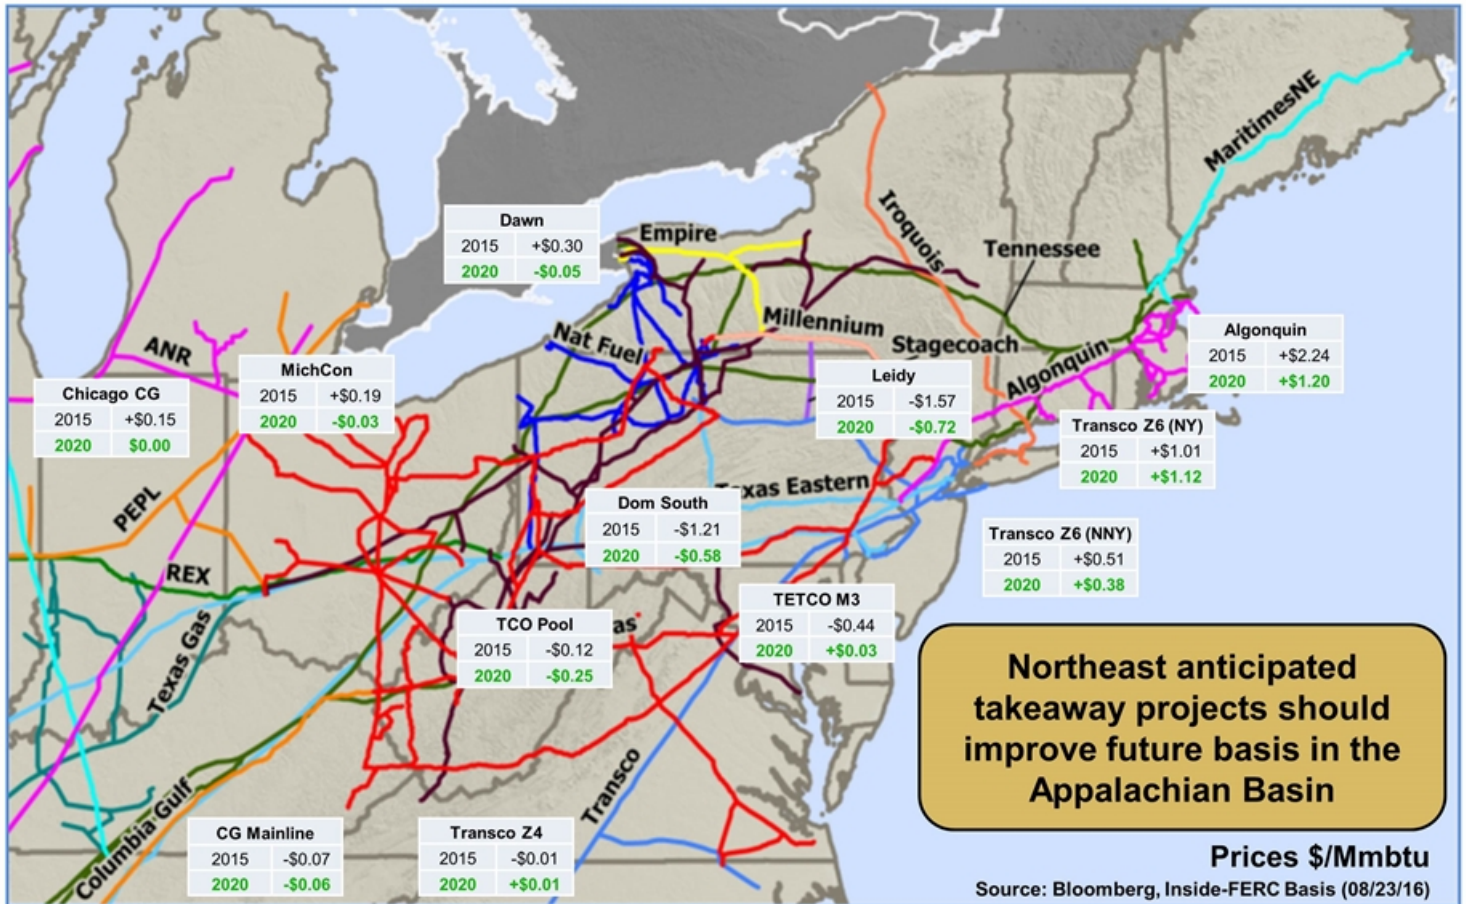 MaritimesNE
Iroquois
Tennessee
Dawn
2015 +$0.30
2020 -$0.05
Empire
Millennium
Stagecoach
Nat Fuel
ANR
Algonquin
Algonquin
2015 +$2.24
2020 +$1.20
MichCon
2015 +$0.19
2020 -$0.03
Chicago CG
2015 +$0.15
2020 $0.00
Leidy
2015 -$1.57
2020 -$0.72
Transco Z6 (NY)
2015 +$1.01
2020 +$1.12
PEPL
Texas Eastern
Dom South
2015 -$1.21
2020 -$0.58
Transco Z6 (NNY)
2015 +$0.51
2020 +$0.38
REX
Texas Gas
TETCO M3
2015 -$0.44
2020 +$0.03
TCO Pool
2015 -$0.12
2020 -$0.25
as
Northeast anticipated
takeaway projects should
improve future basis in the
Appalachian Basin
Transco
Columbia Gulf
CG Mainline
2015 -$0.07
2020 -$0.06
Transco Z4
2015 -$0.01
2020 +$0.01
Prices $/Mmbtu
Source: Bloomberg, Inside-FERC Basis (08/23/16)